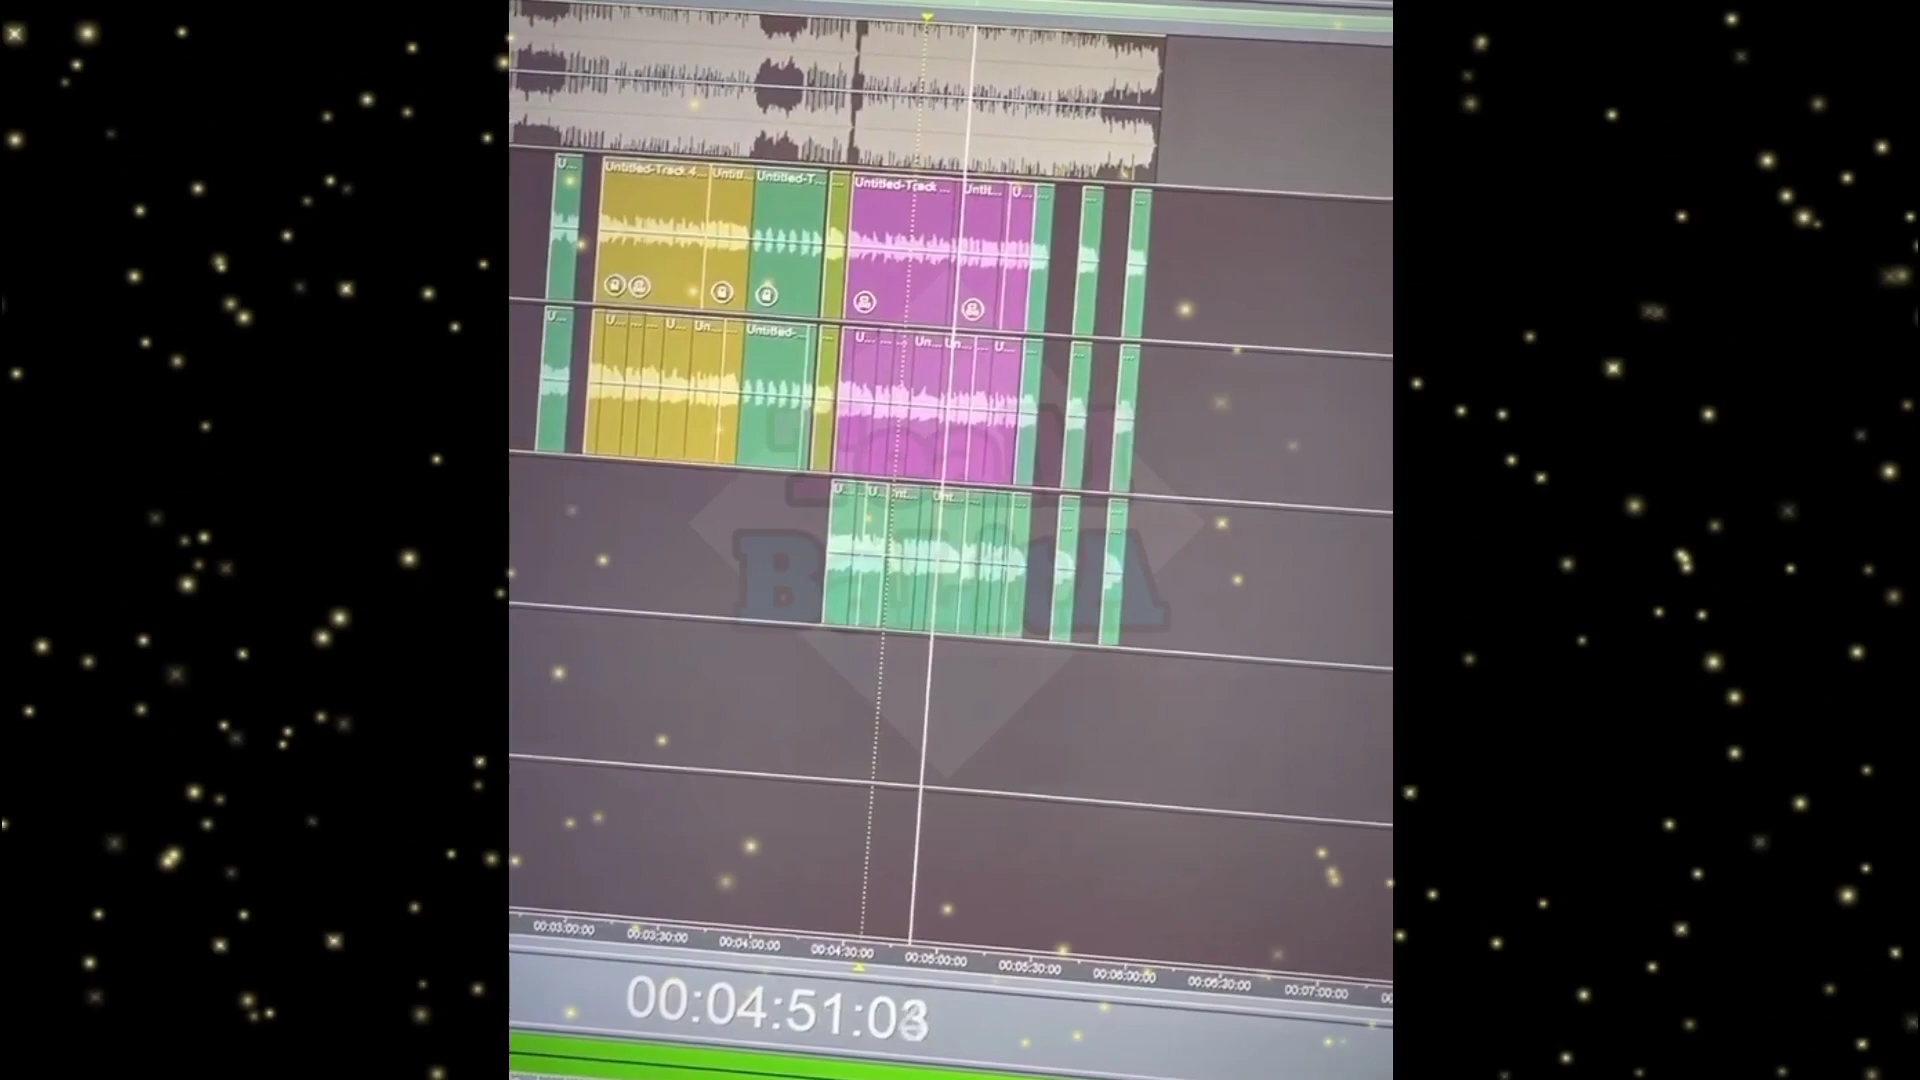 U...
Untitled-Track 4...
Untitl...
Untitled-T...
...
Untitled-Track ...
Untit...
U...
...
...
...
U...
U...
...
...
U...
Un...
...
Untitled-...
...
U...
...
...
Un...
Un...
...
U...
...
...
...
U...
...
U...
nt...
Unt...
...
...
...
...
00:03:00:00
00:03:30:00
00:04:00:00
00:04:30:00
00:05:00:00
00:05:30:00
00:06:00:00
00:06:30:00
00:07:00:00
00:04:51:03